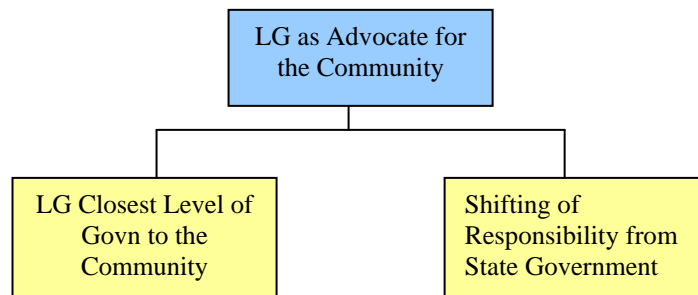 LG as Advocate for
the Community
LG Closest Level of
Govn to the
Community
Shifting of
Responsibility from
State Government